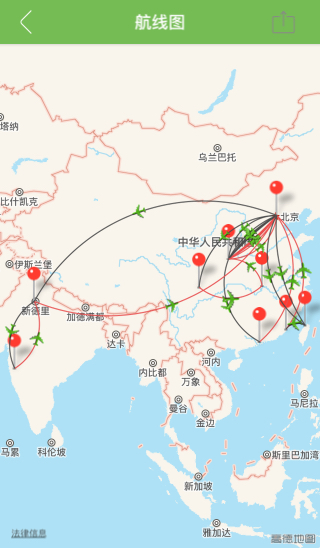 航线图
塔纳
乌兰巴托
比什凯克
北京
中华人民共和国
伊斯兰堡
新德里
加德满都
达卡
河内
内比都
万象
曼谷
马尼拉
金边
马累
科伦坡
斯里巴加湾
新加坡
雅加达
法律信息
高德地图